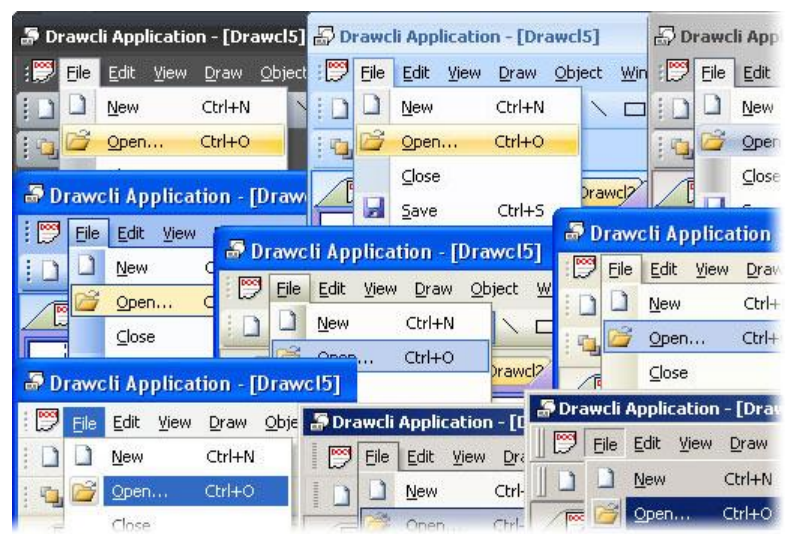 Drawcli Application - [Drawcl5]
File Edit View Draw Object
New Ctrl+N
Open... Ctrl+O
Drawcli Application - [Drawcl5]
File Edit View Draw Object Win
New Ctrl+N
Open... Ctrl+O
Close
Save Ctrl+S
Drawcl2
Drawcli App
File Edit
New
Open
Close
Drawcli Application - [Draw
File Edit View
New C
Open... C
Close
Drawcli Application - [Drawcl5]
File Edit View Draw Object W
New Ctrl+N
Open... Ctrl+O
Drawcl2
Drawcli Application
File Edit View Draw
New Ctrl+
Open... Ctrl+
Close
Drawcli Application - [Drawcl5]
File Edit View Draw Obje
New Ctrl+N
Open... Ctrl+O
Close
Drawcli Application - [D
File Edit View Dra
New Ctrl-
Open... Ctrl-
Drawcli Application - [Draw
File Edit View Draw
New Ctrl+N
Open... Ctrl+O